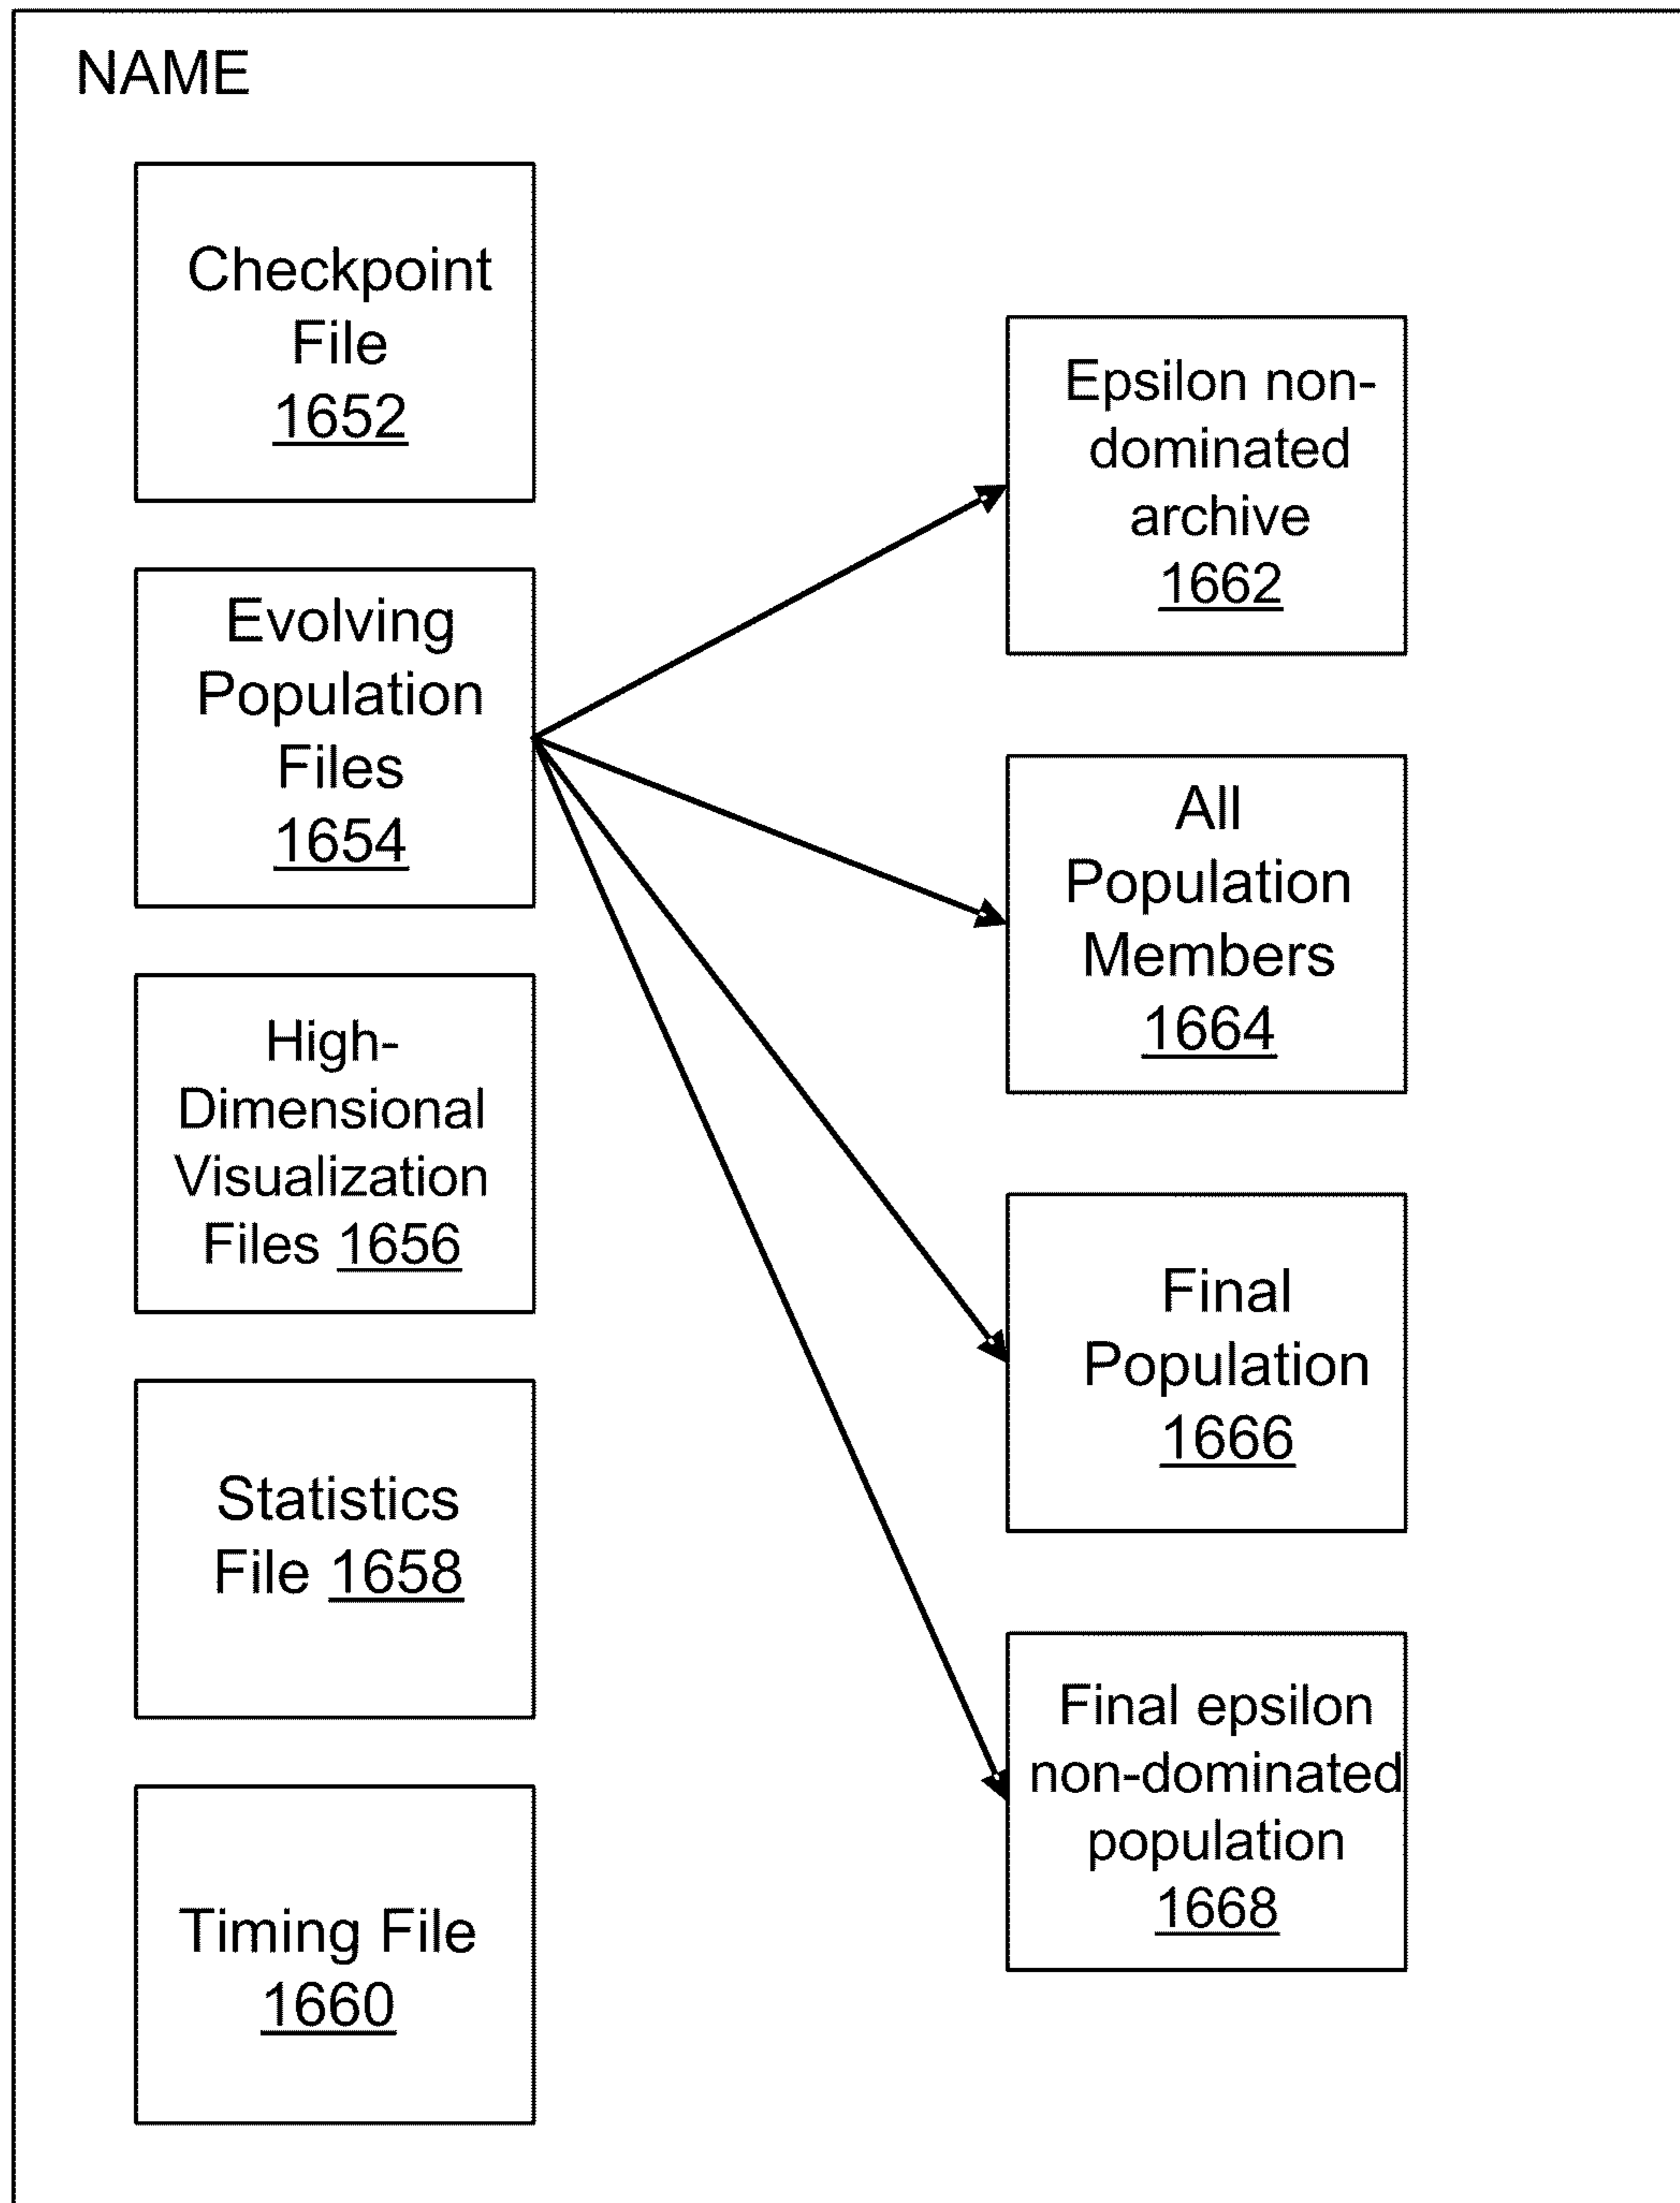 NAME
Checkpoint
File
1652
Evolving
Population
Files
1654
High-
Dimensional
Visualization
Files 1656
Statistics
File 1658
Timing File
1660
Epsilon non-
dominated
archive
1662
All
Population
Members
1664
Final
Population
1666
Final epsilon
non-dominated
population
1668